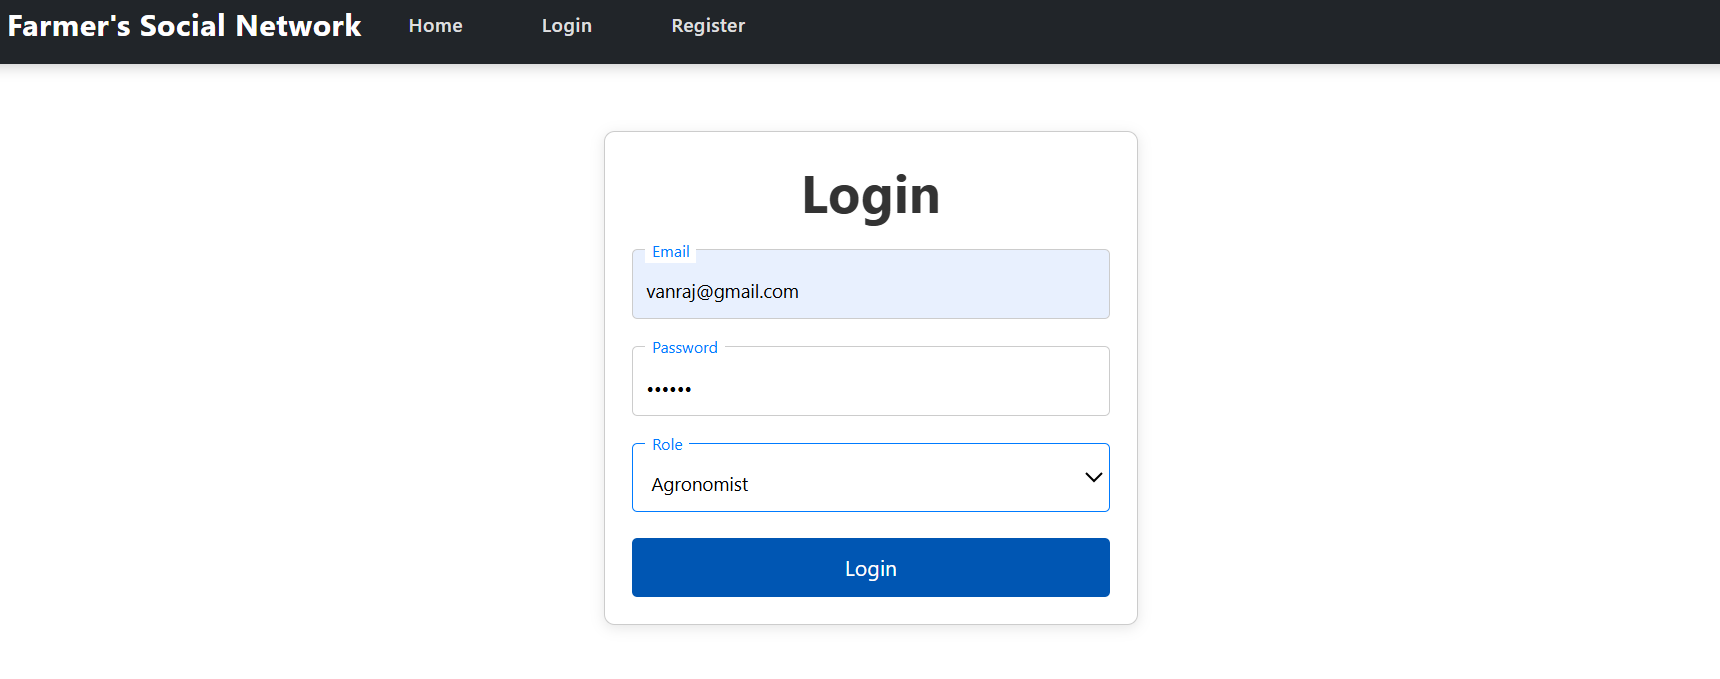 Farmer's Social Network Home Login Register
Login
Email
vanraj@gmail.com
Password
••••••
Role
Agronomist
Login